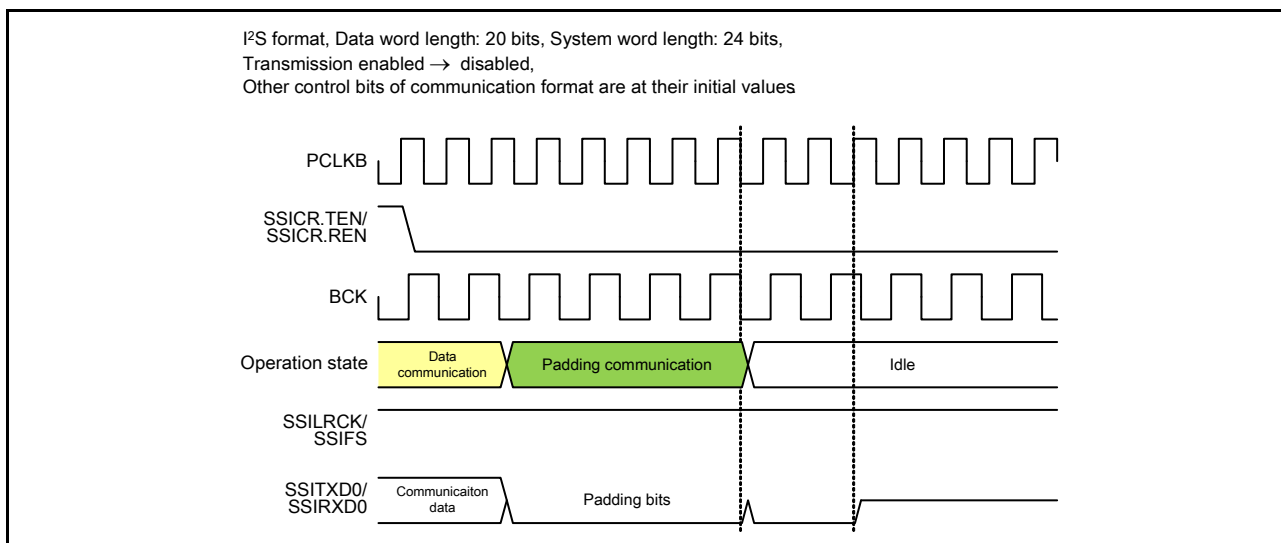 I²S format, Data word length: 20 bits, System word length: 24 bits,
Transmission enabled → disabled,
Other control bits of communication format are at their initial values.
PCLKB
SSICR.TEN/
SSICR.REN
BCK
Operation state
Data
communication
Padding communication
Idle
SSILRCK/
SSIFS
SSITXD0/
SSIRXD0
Communicaiton
data
Padding bits